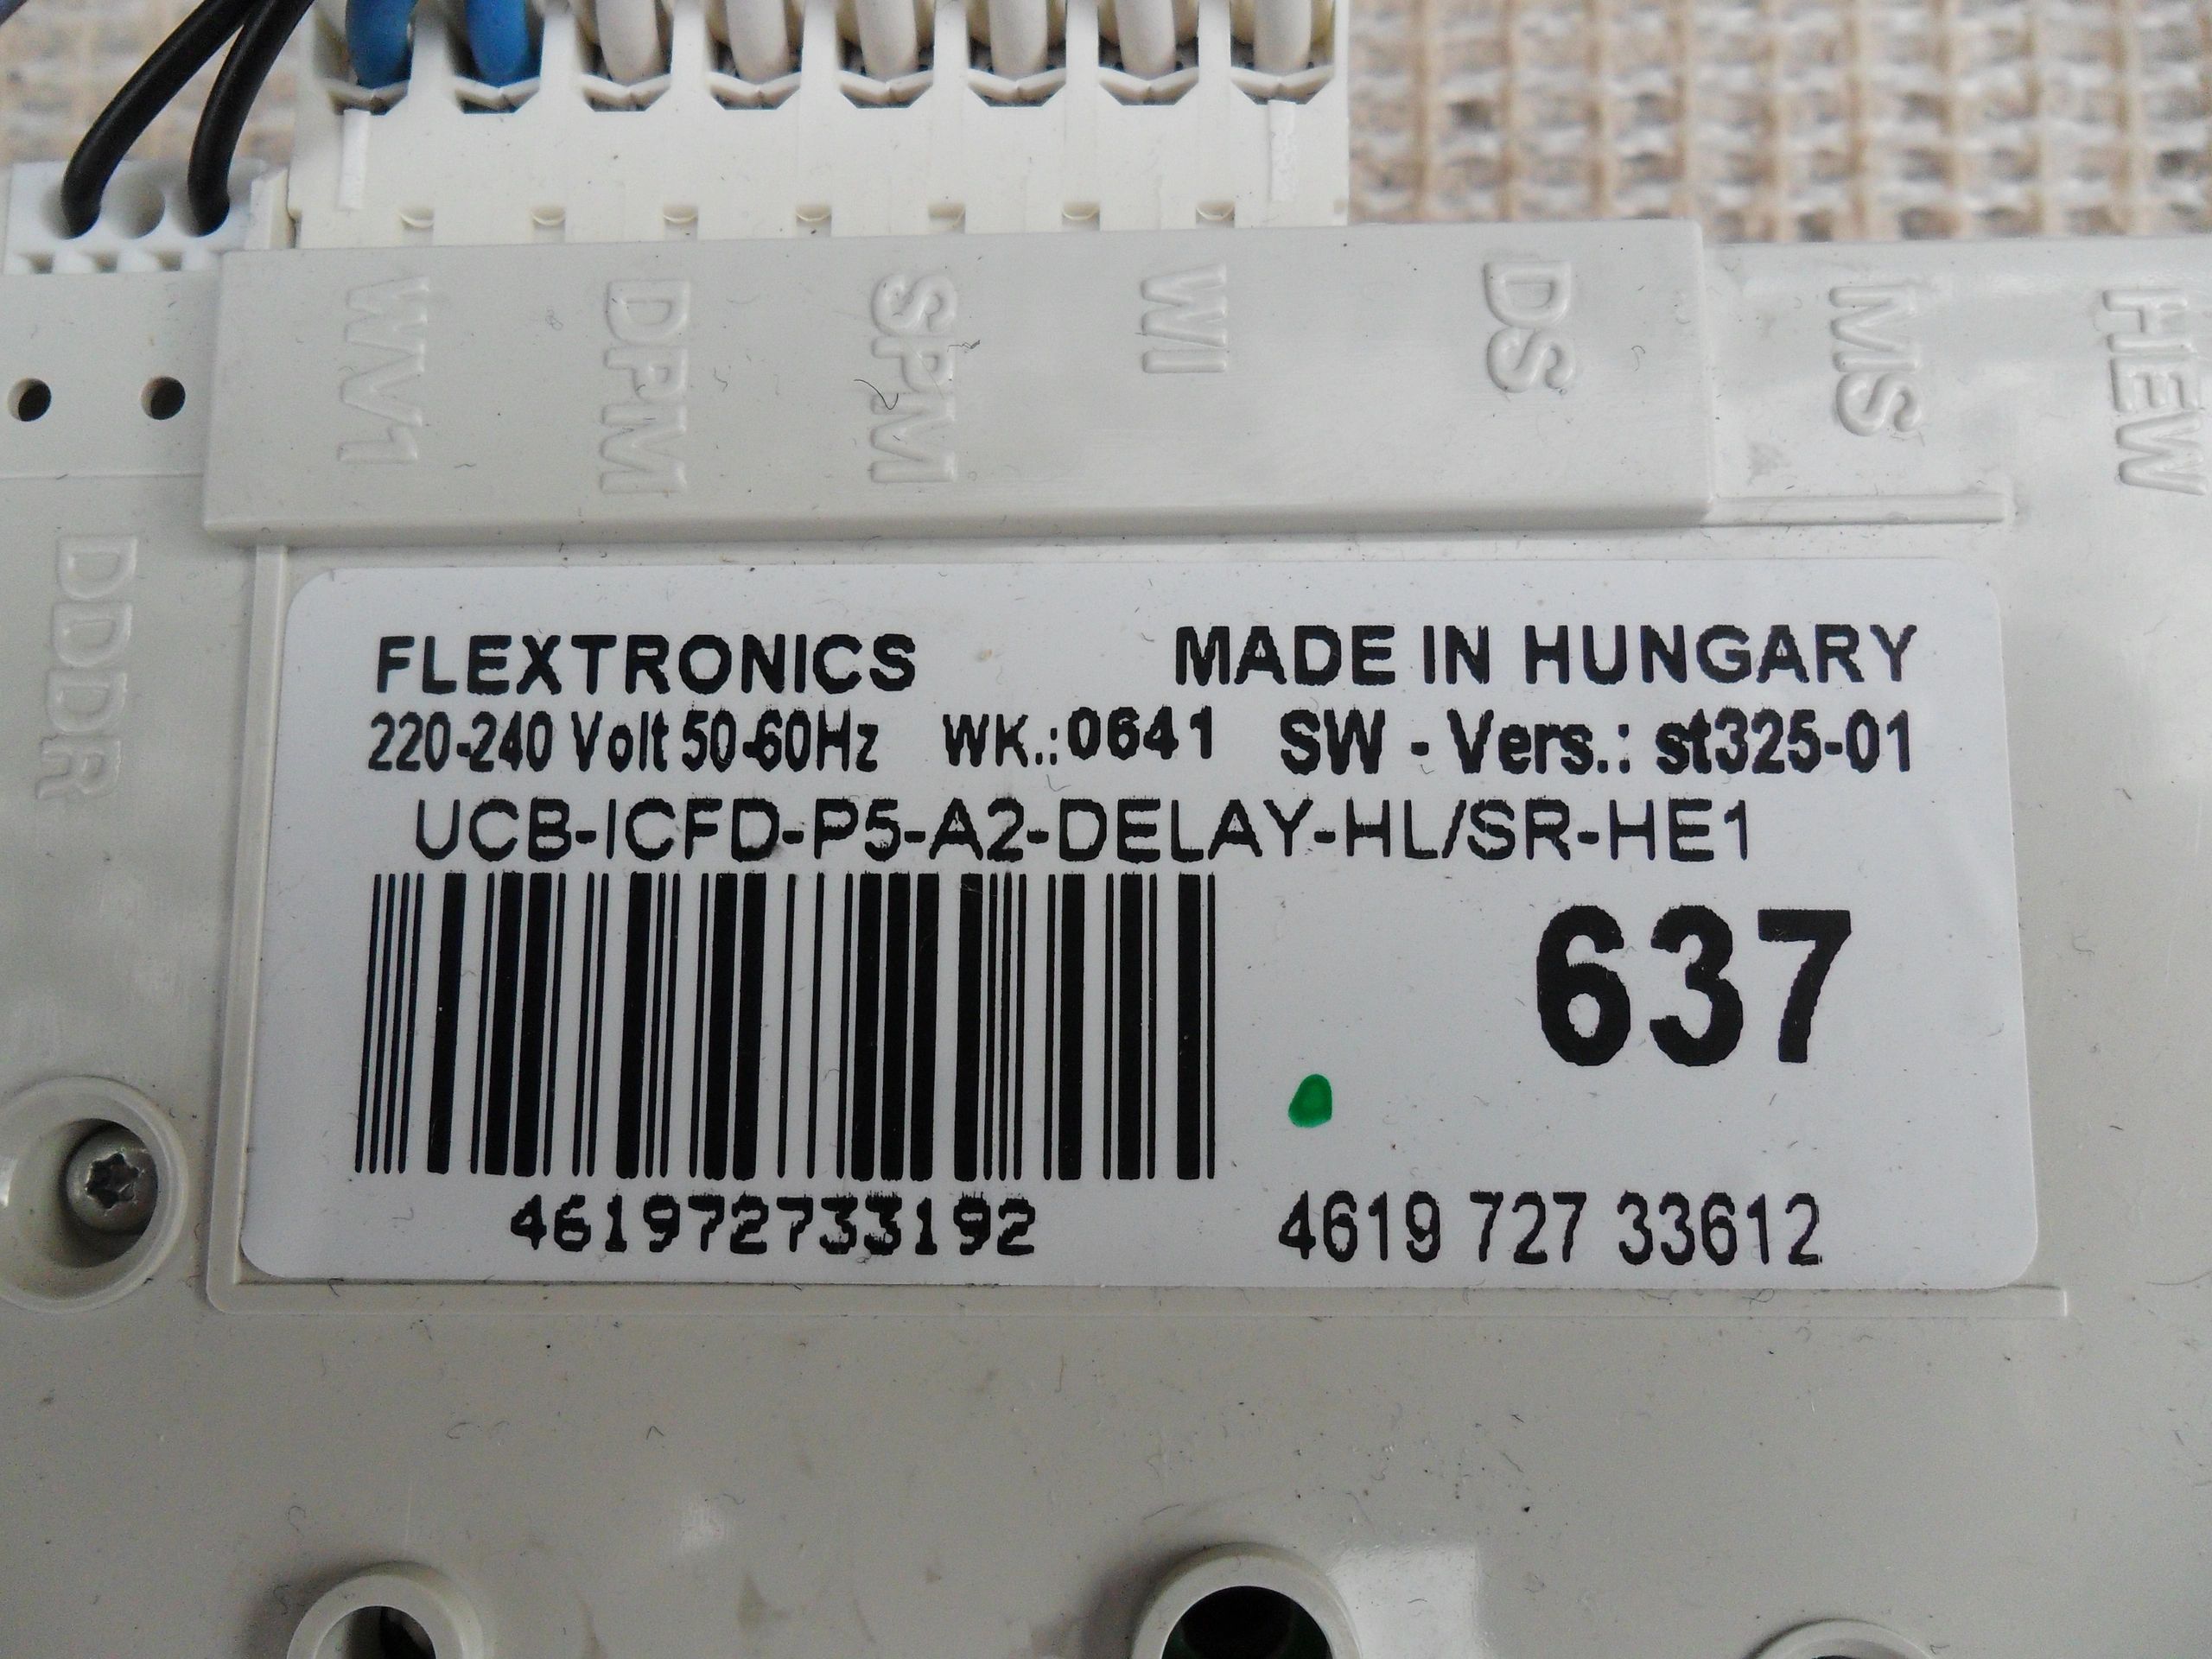 WV1
DPM
SPM
WI
DS
MS
HEW
DDDR
FLEXTRONICS MADE IN HUNGARY
220-240 Volt 50-60Hz WK.:0641 SW - Vers.: st325-01
UCB-ICFD-P5-A2-DELAY-HL/SR-HE1
637
461972733192 4619 727 33612